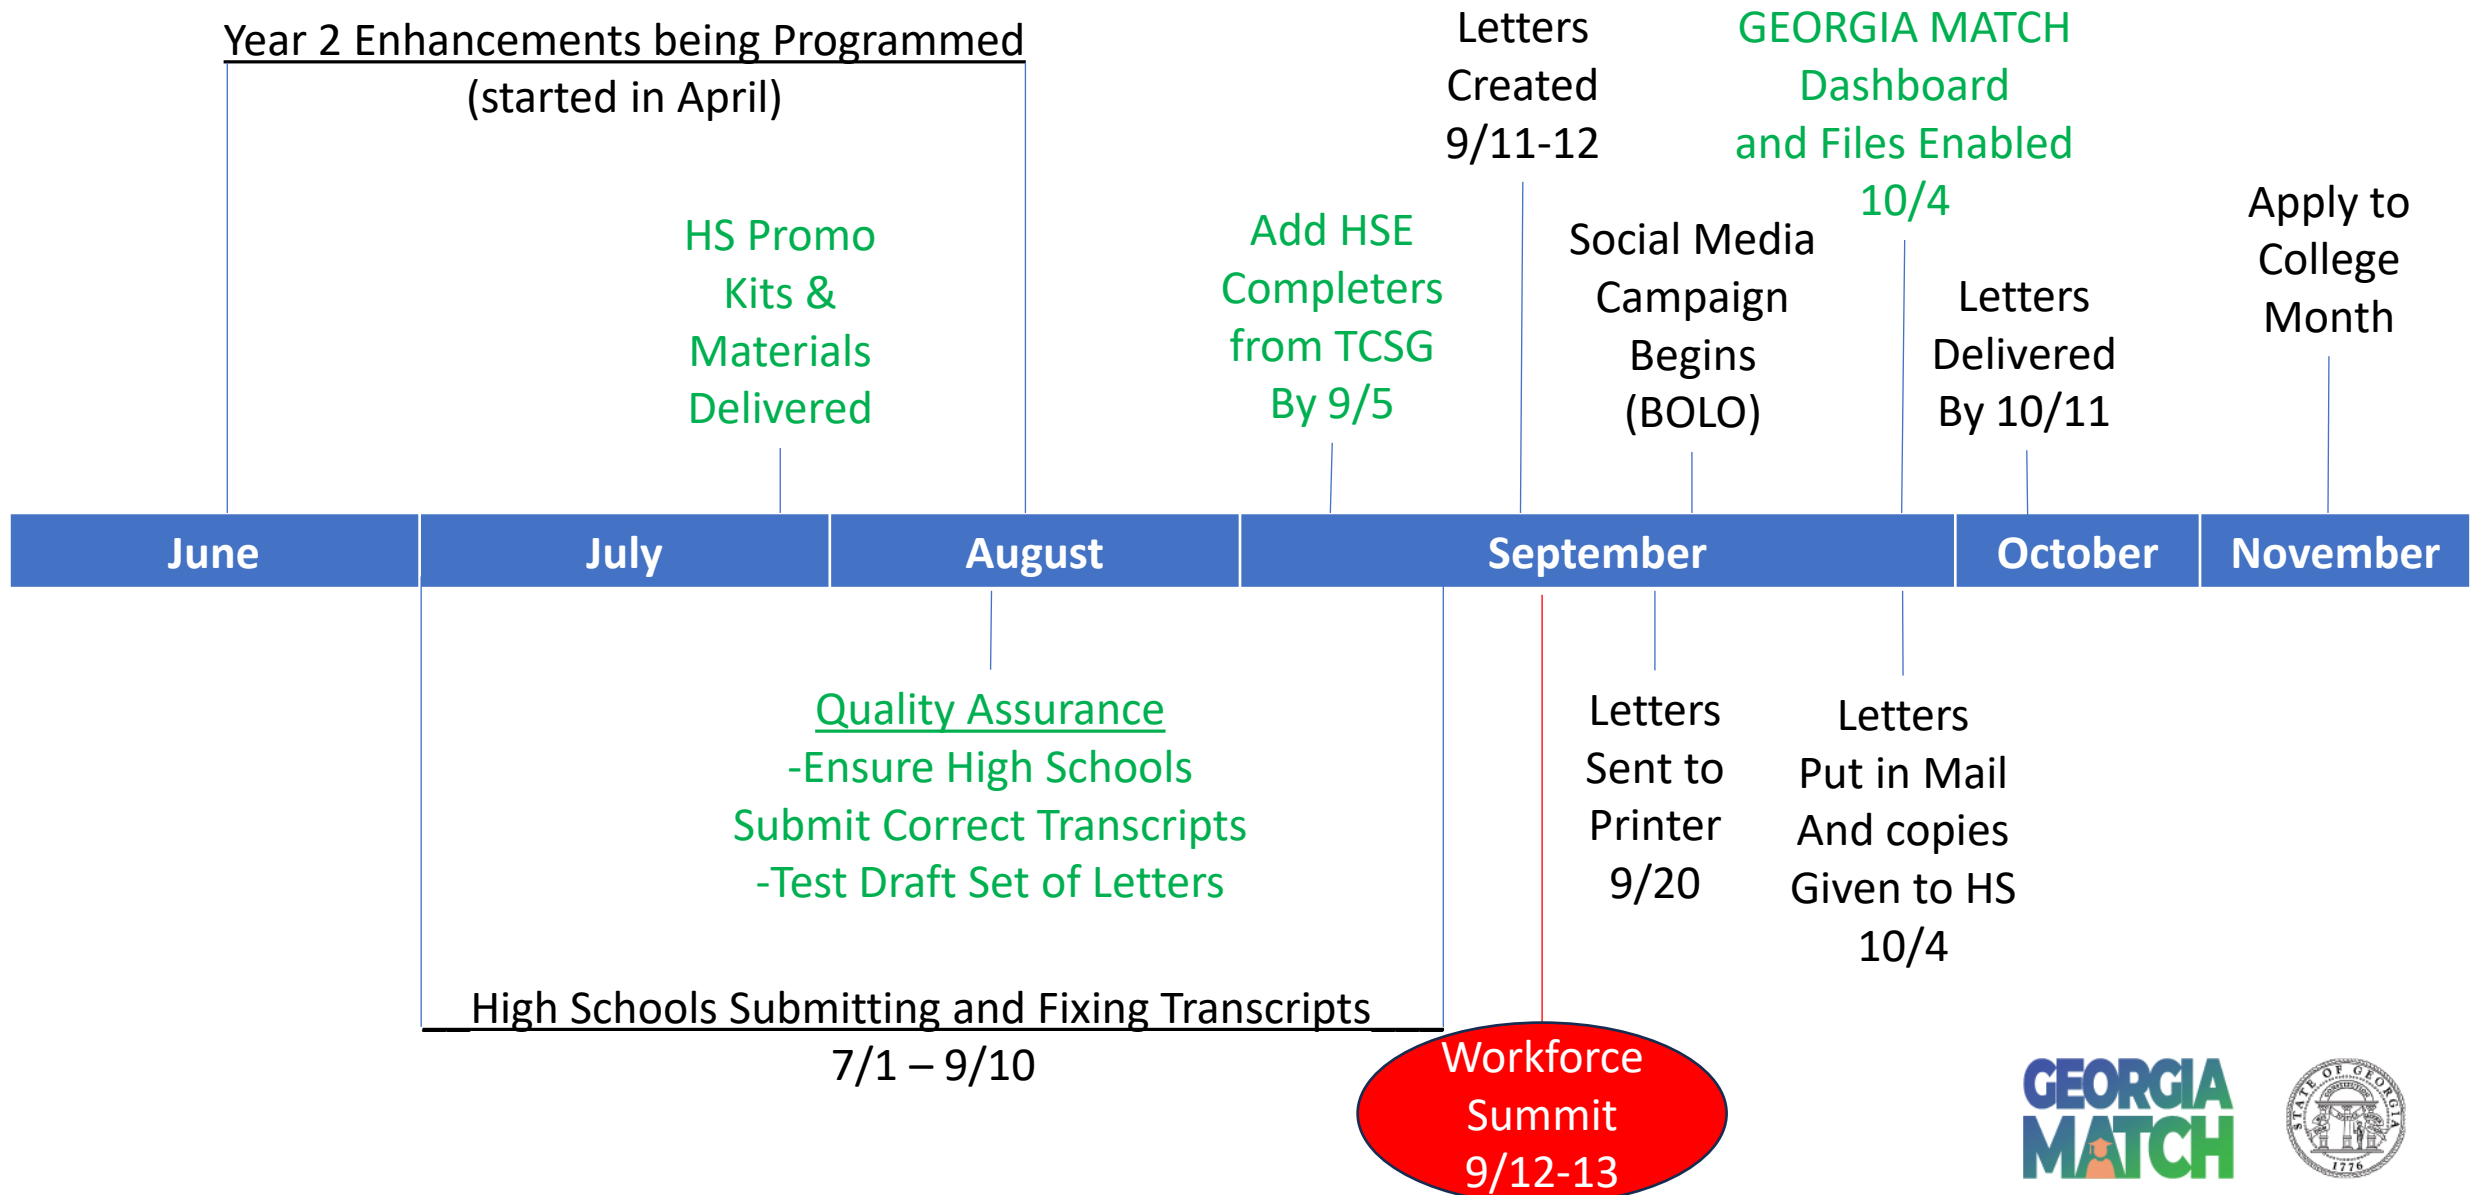 Year 2 Enhancements being Programmed
(started in April)
HS Promo
Kits &
Materials
Delivered
Add HSE
Completers
from TCSG
By 9/5
Letters
Created
9/11-12
Social Media
Campaign
Begins
(BOLO)
GEORGIA MATCH
Dashboard
and Files Enabled
10/4
Letters
Delivered
By 10/11
Apply to
College
Month
June
July
August
September
October
November
Quality Assurance
-Ensure High Schools
Submit Correct Transcripts
-Test Draft Set of Letters
High Schools Submitting and Fixing Transcripts
7/1 – 9/10
Workforce
Summit
9/12-13
Letters
Sent to
Printer
9/20
Letters
Put in Mail
And copies
Given to HS
10/4
GEORGIA
MATCH
STATE OF GEORGIA
CONSTITUTION
1776